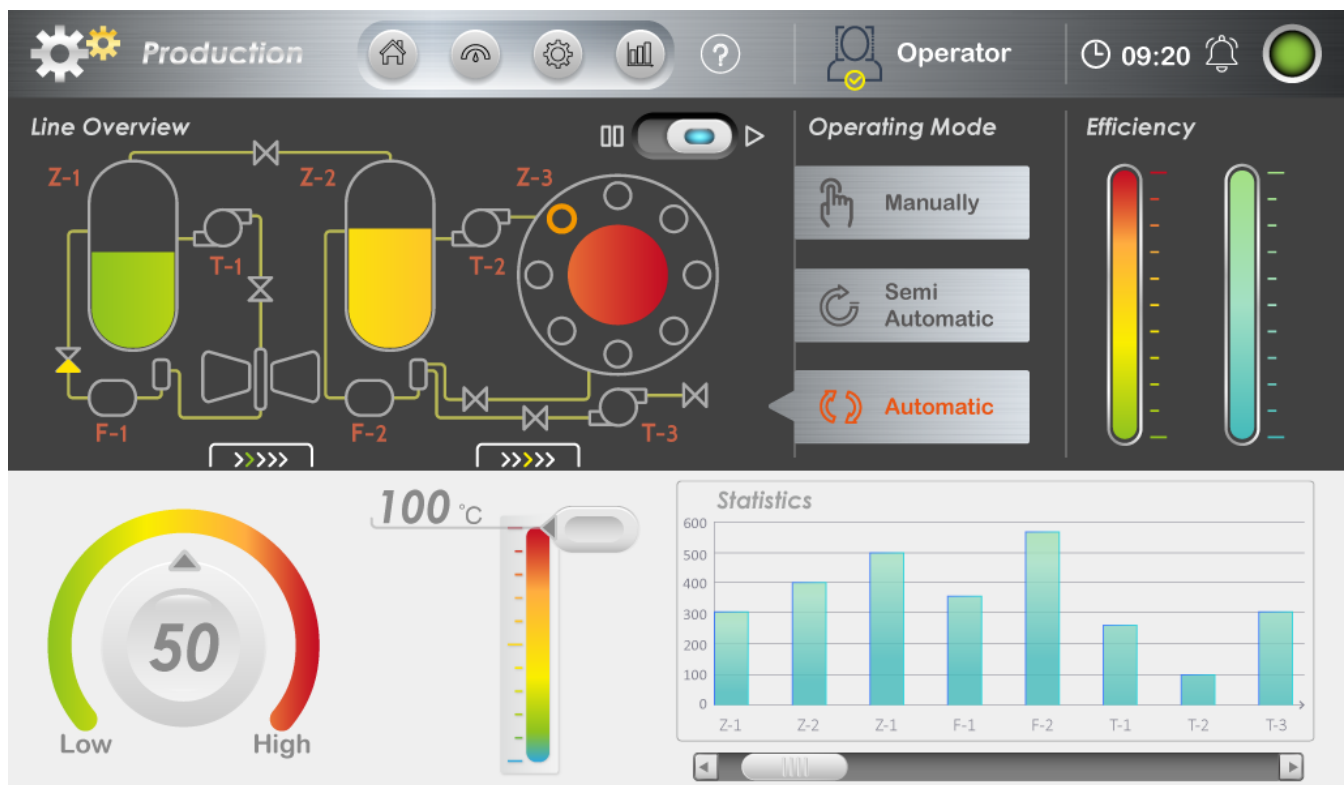 Production
?
Operator
09:20
Line Overview
Operating Mode
Efficiency
Z-1
Z-2
Z-3
Manually
T-1
T-2
Semi
Automatic
Automatic
F-1
F-2
T-3
100 °C
Statistics
600
500
400
300
200
100
0
Z-1 Z-2 Z-1 F-1 F-2 T-1 T-2 T-3
50
Low High